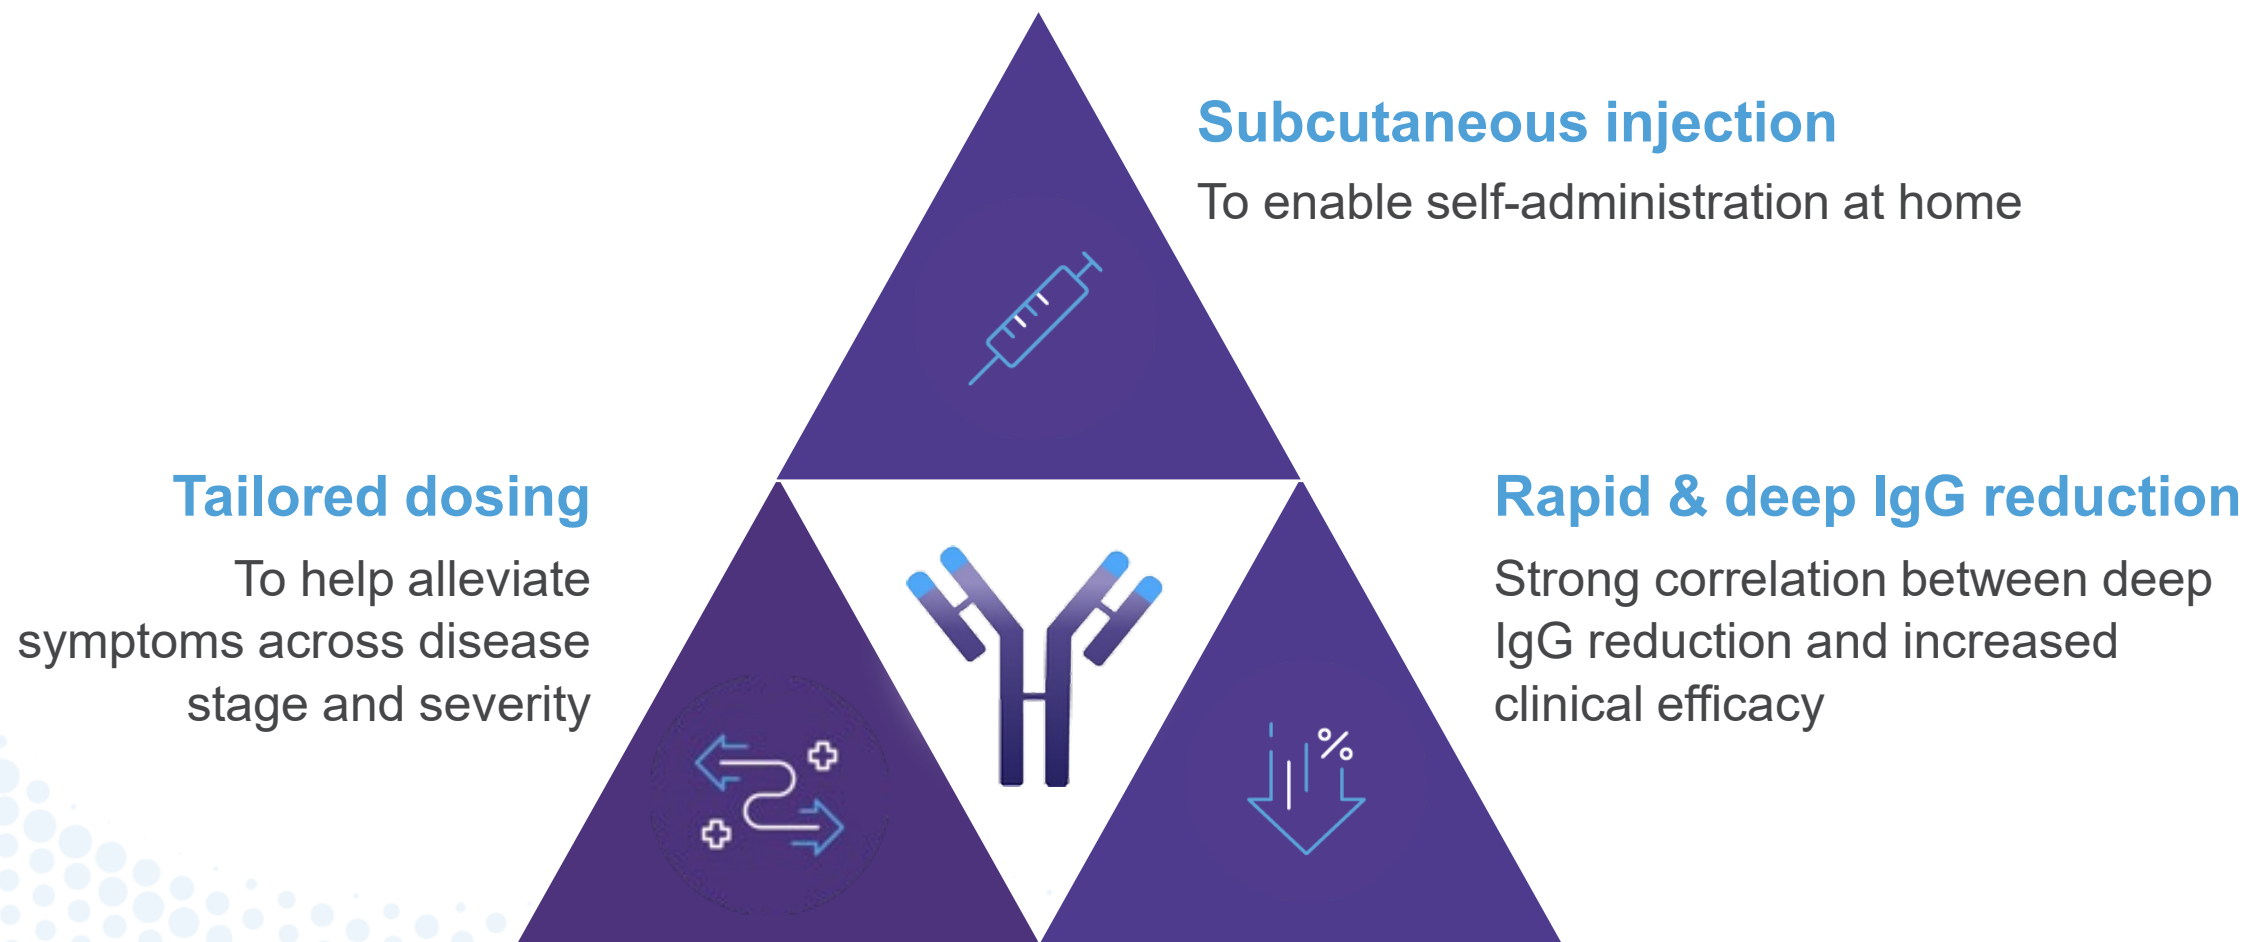 Subcutaneous injection
To enable self-administration at home
Tailored dosing
To help alleviate
symptoms across disease
stage and severity
Rapid & deep IgG reduction
Strong correlation between deep
IgG reduction and increased
clinical efficacy
%